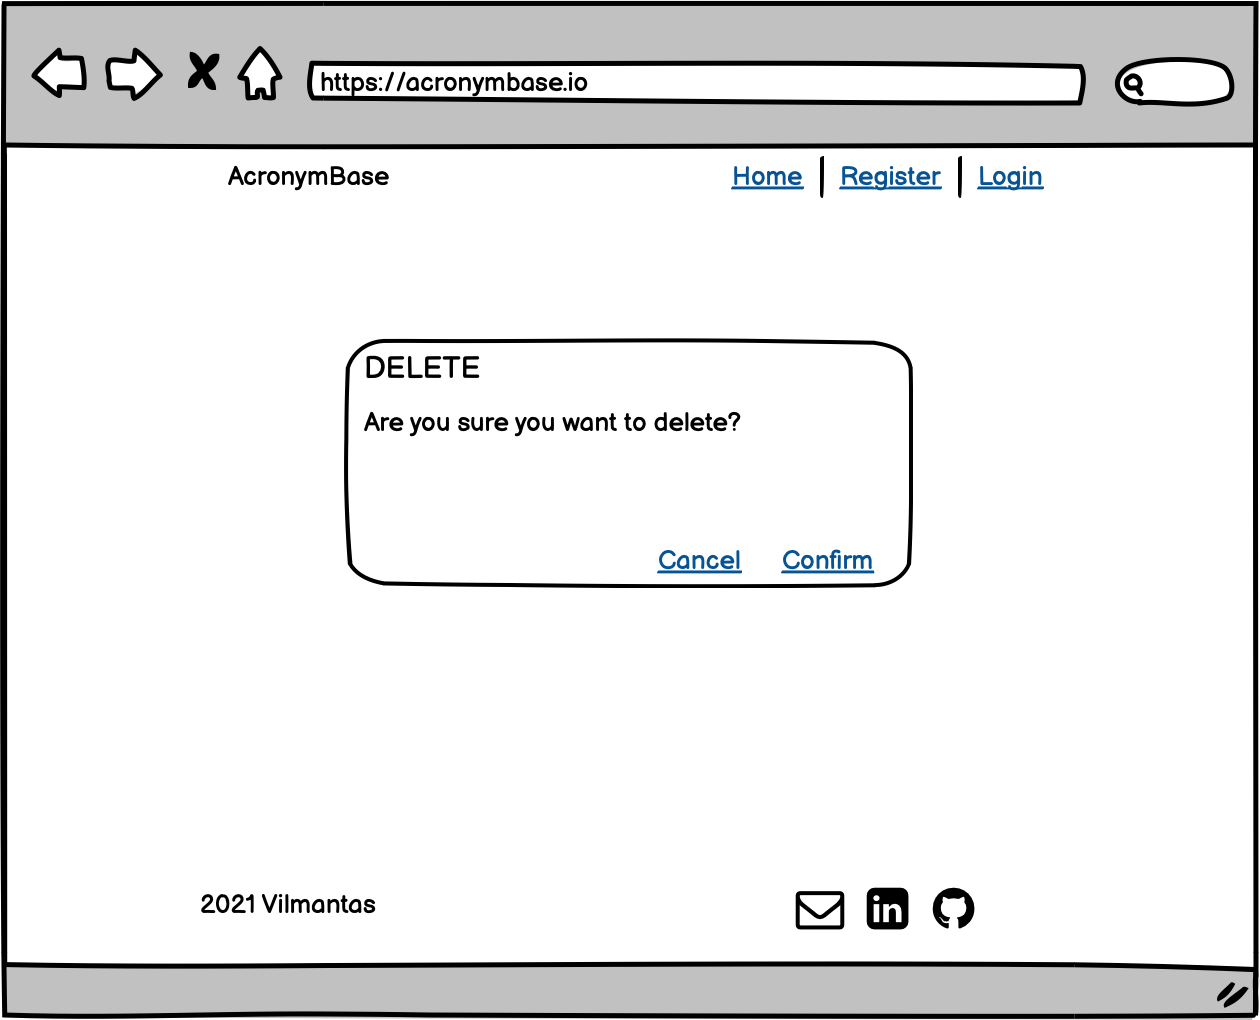 https://acronymbase.io
AcronymBase
Home Register Login
DELETE
Are you sure you want to delete?
Cancel Confirm
2021 Vilmantas
in